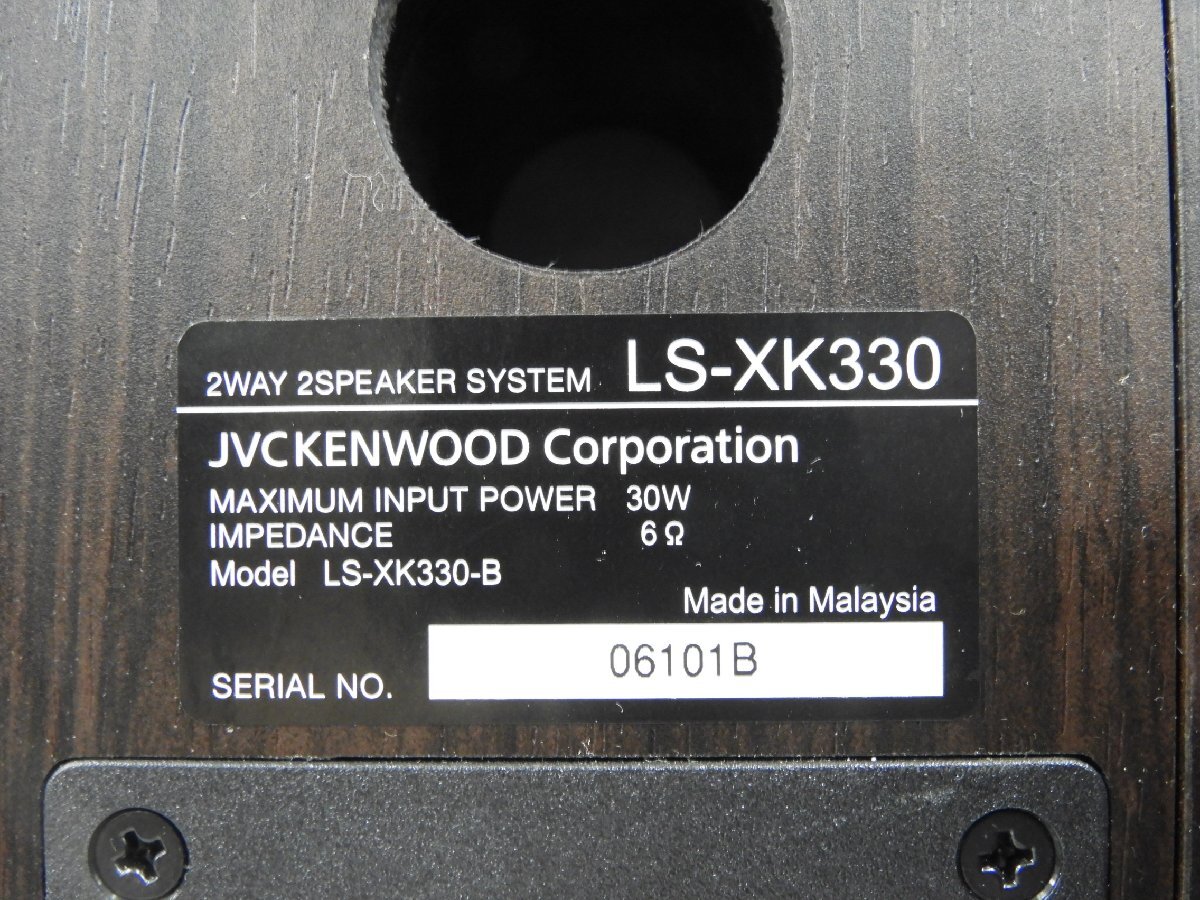 2WAY 2SPEAKER SYSTEM LS-XK330
JVCKENWOOD Corporation
MAXIMUM INPUT POWER 30W
IMPEDANCE 6Ω
Model LS-XK330-B
Made in Malaysia
SERIAL NO. 06101B